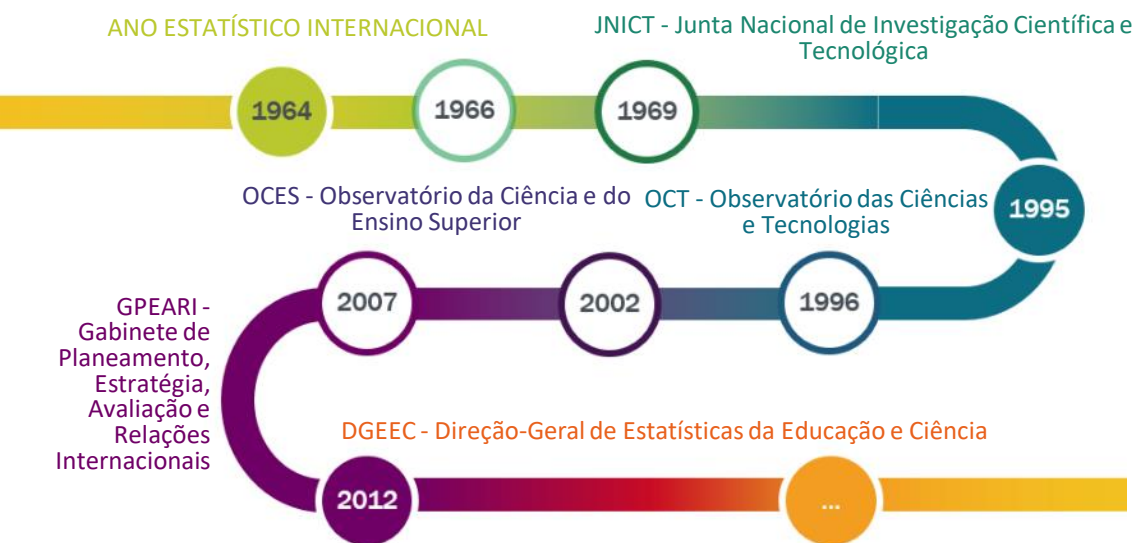 ANO ESTATÍSTICO INTERNACIONAL
JNICT - Junta Nacional de Investigação Científica e
Tecnológica
1964
1966
1969
1995
OCES - Observatório da Ciência e do
Ensino Superior
OCT - Observatório das Ciências
e Tecnologias
2007
2002
1996
GPEARI -
Gabinete de
Planeamento,
Estratégia,
Avaliação e
Relações
Internacionais
DGEEC - Direção-Geral de Estatísticas da Educação e Ciência
2012
...